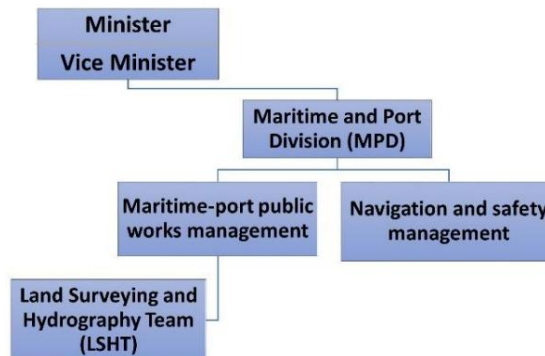 Minister
Vice Minister
Maritime and Port
Division (MPD)
Maritime-port public
works management
Navigation and safety
management
Land Surveying and
Hydrography Team
(LSHT)